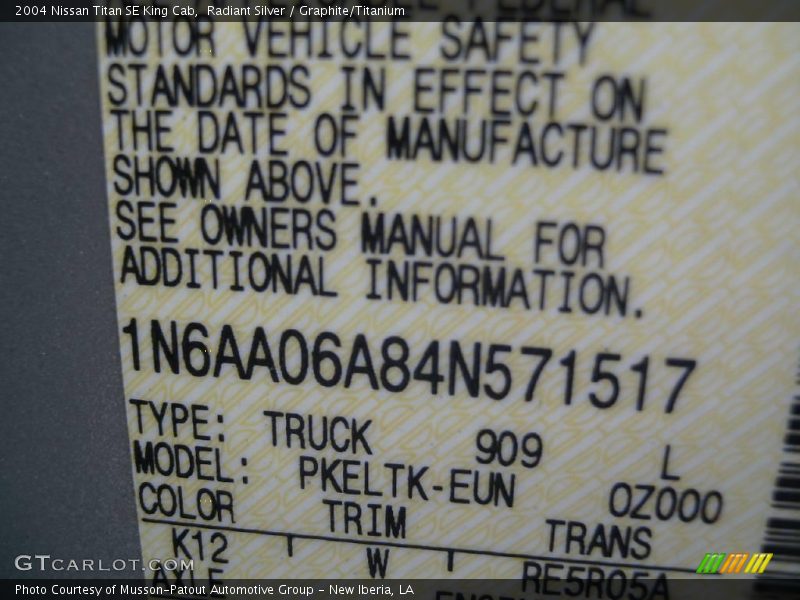 2004 Nissan Titan SE King Cab, Radiant Silver / Graphite/Titanium
MOTOR VEHICLE SAFETY
STANDARDS IN EFFECT ON
THE DATE OF MANUFACTURE
SHOWN ABOVE.
SEE OWNERS MANUAL FOR
ADDITIONAL INFORMATION.
1N6AA06A84N571517
TYPE: TRUCK 909 L
MODEL: PKELTK-EUN 0Z000
COLOR TRIM TRANS
K12 W RE5R05A
AXLE
GTCARLOT.COM
Photo Courtesy of Musson-Patout Automotive Group - New Iberia, LA